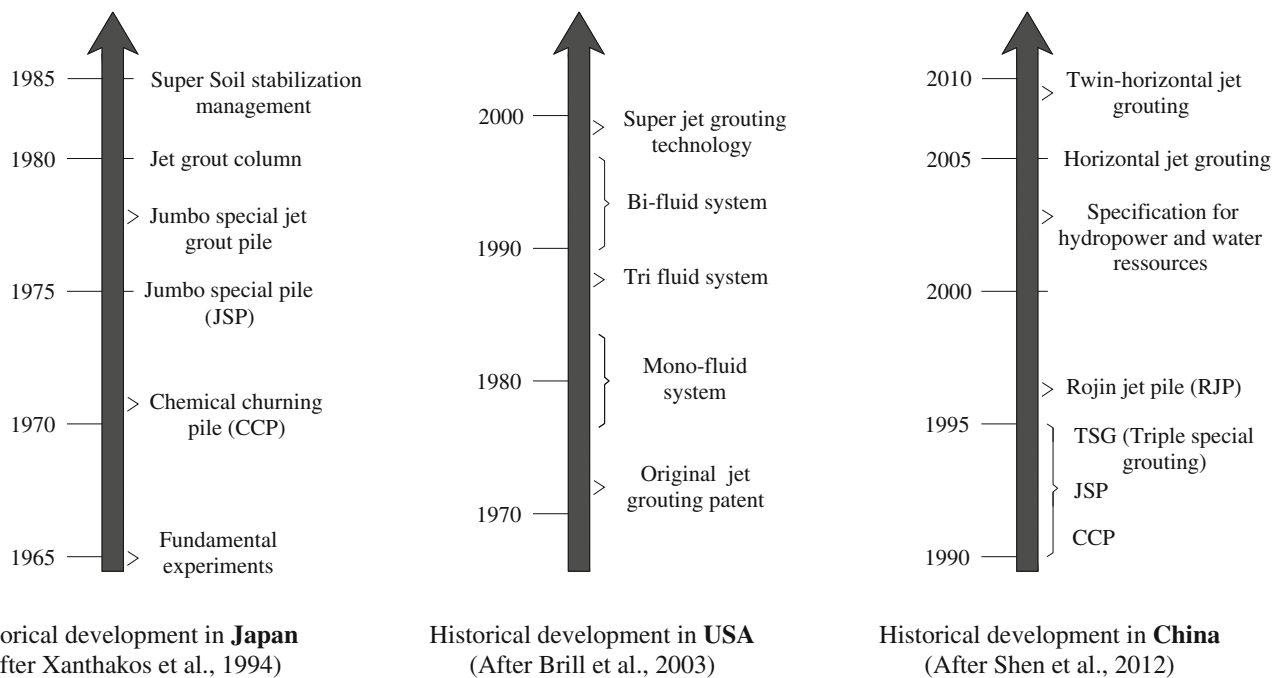 1985
Super Soil stabilization
management
1980
Jet grout column
Jumbo special jet
grout pile
1975
Jumbo special pile
(JSP)
Chemical churning
pile (CCP)
1970
Fundamental
experiments
1965
orical development in Japan
fter Xanthakos et al., 1994)
2000
Super jet grouting
technology
Bi-fluid system
1990
Tri fluid system
Mono-fluid
system
1980
Original jet
grouting patent
1970
Historical development in USA
(After Brill et al., 2003)
2010
Twin-horizontal jet
grouting
2005
Horizontal jet grouting
Specification for
hydropower and water
ressources
2000
Rojin jet pile (RJP)
1995
TSG (Triple special
grouting)
JSP
CCP
1990
Historical development in China
(After Shen et al., 2012)